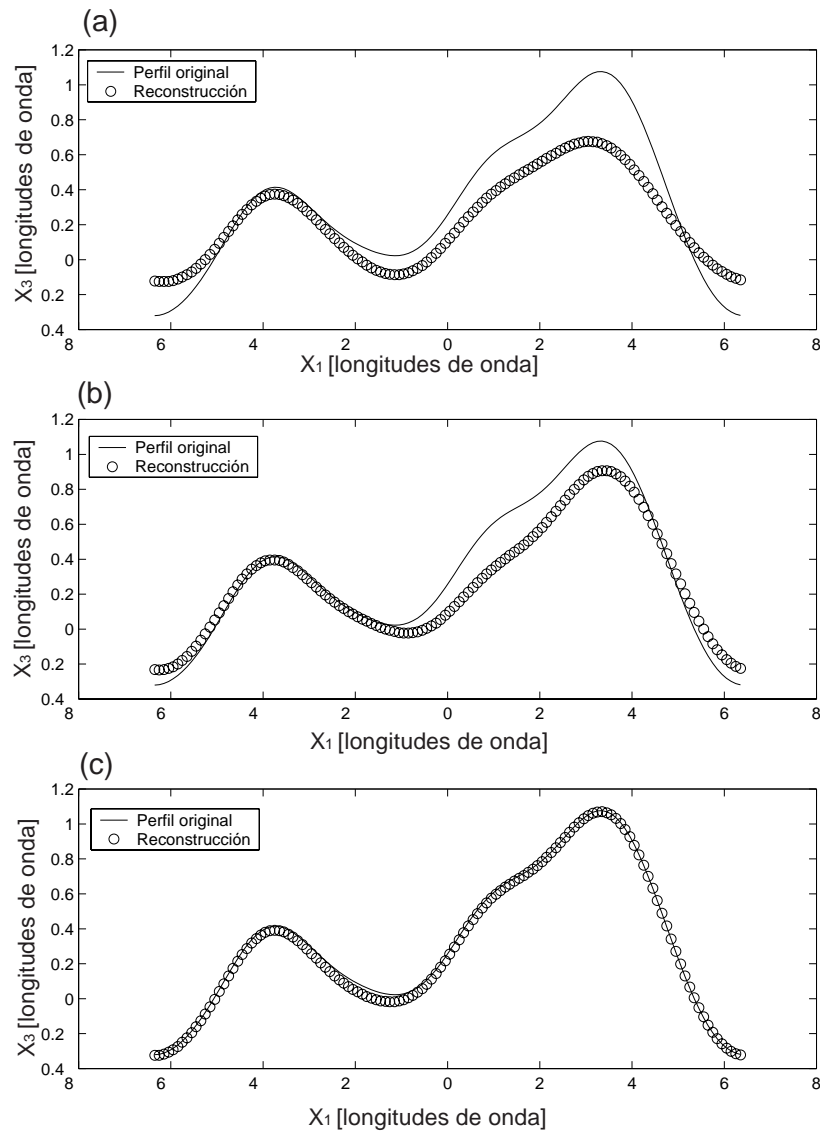 (a)
1.2
1
0.8
0.6
0.4
0.2
0
0.2
0.4
8 6 4 2 0 2 4 6 8
Perfil original
Reconstrucción
X3 [longitudes de onda]
X1 [longitudes de onda]
(b)
1.2
1
0.8
0.6
0.4
0.2
0
0.2
0.4
8 6 4 2 0 2 4 6 8
Perfil original
Reconstrucción
X3 [longitudes de onda]
X1 [longitudes de onda]
(c)
1.2
1
0.8
0.6
0.4
0.2
0
0.2
0.4
8 6 4 2 0 2 4 6 8
Perfil original
Reconstrucción
X3 [longitudes de onda]
X1 [longitudes de onda]